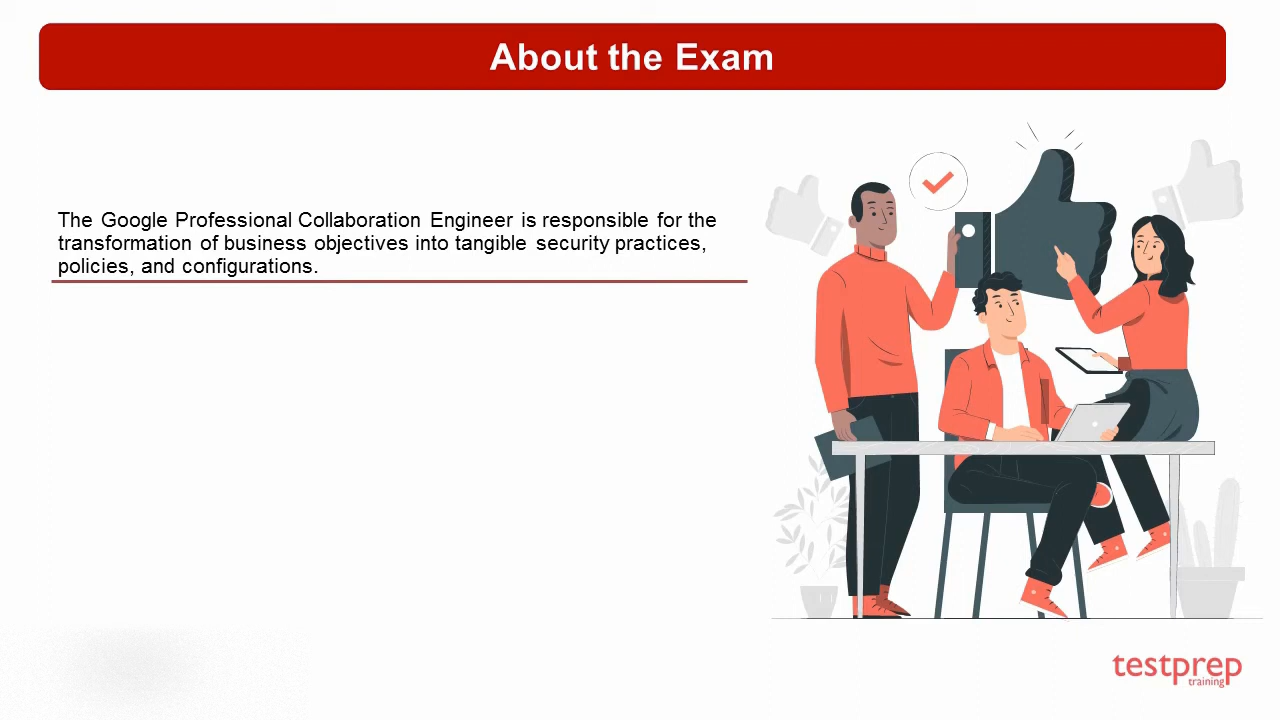 About the Exam
The Google Professional Collaboration Engineer is responsible for the
transformation of business objectives into tangible security practices,
policies, and configurations.
testprep
training